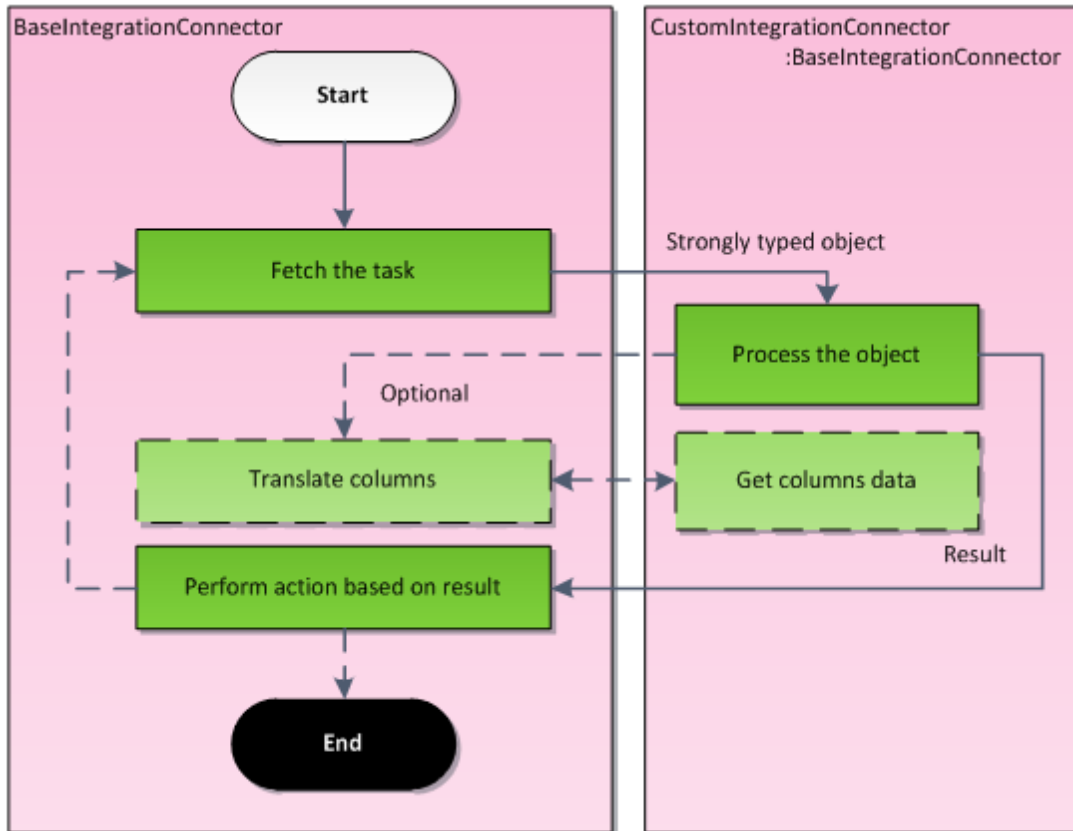 BaseIntegrationConnector
CustomIntegrationConnector
:BaseIntegrationConnector
Start
Strongly typed object
Fetch the task
Process the object
Optional
Translate columns
Get columns data
Result
Perform action based on result
End